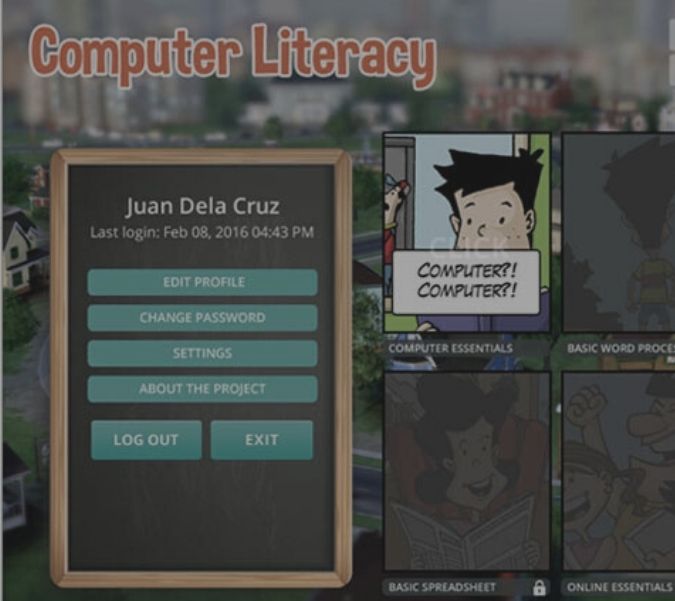 Computer Literacy
Juan Dela Cruz
Last login: Feb 08, 2016 04:43 PM
EDIT PROFILE
CHANGE PASSWORD
SETTINGS
ABOUT THE PROJECT
LOG OUT
EXIT
CLICK
COMPUTER?!
COMPUTER?!
COMPUTER ESSENTIALS
BASIC WORD PROCES
BASIC SPREADSHEET
ONLINE ESSENTIALS